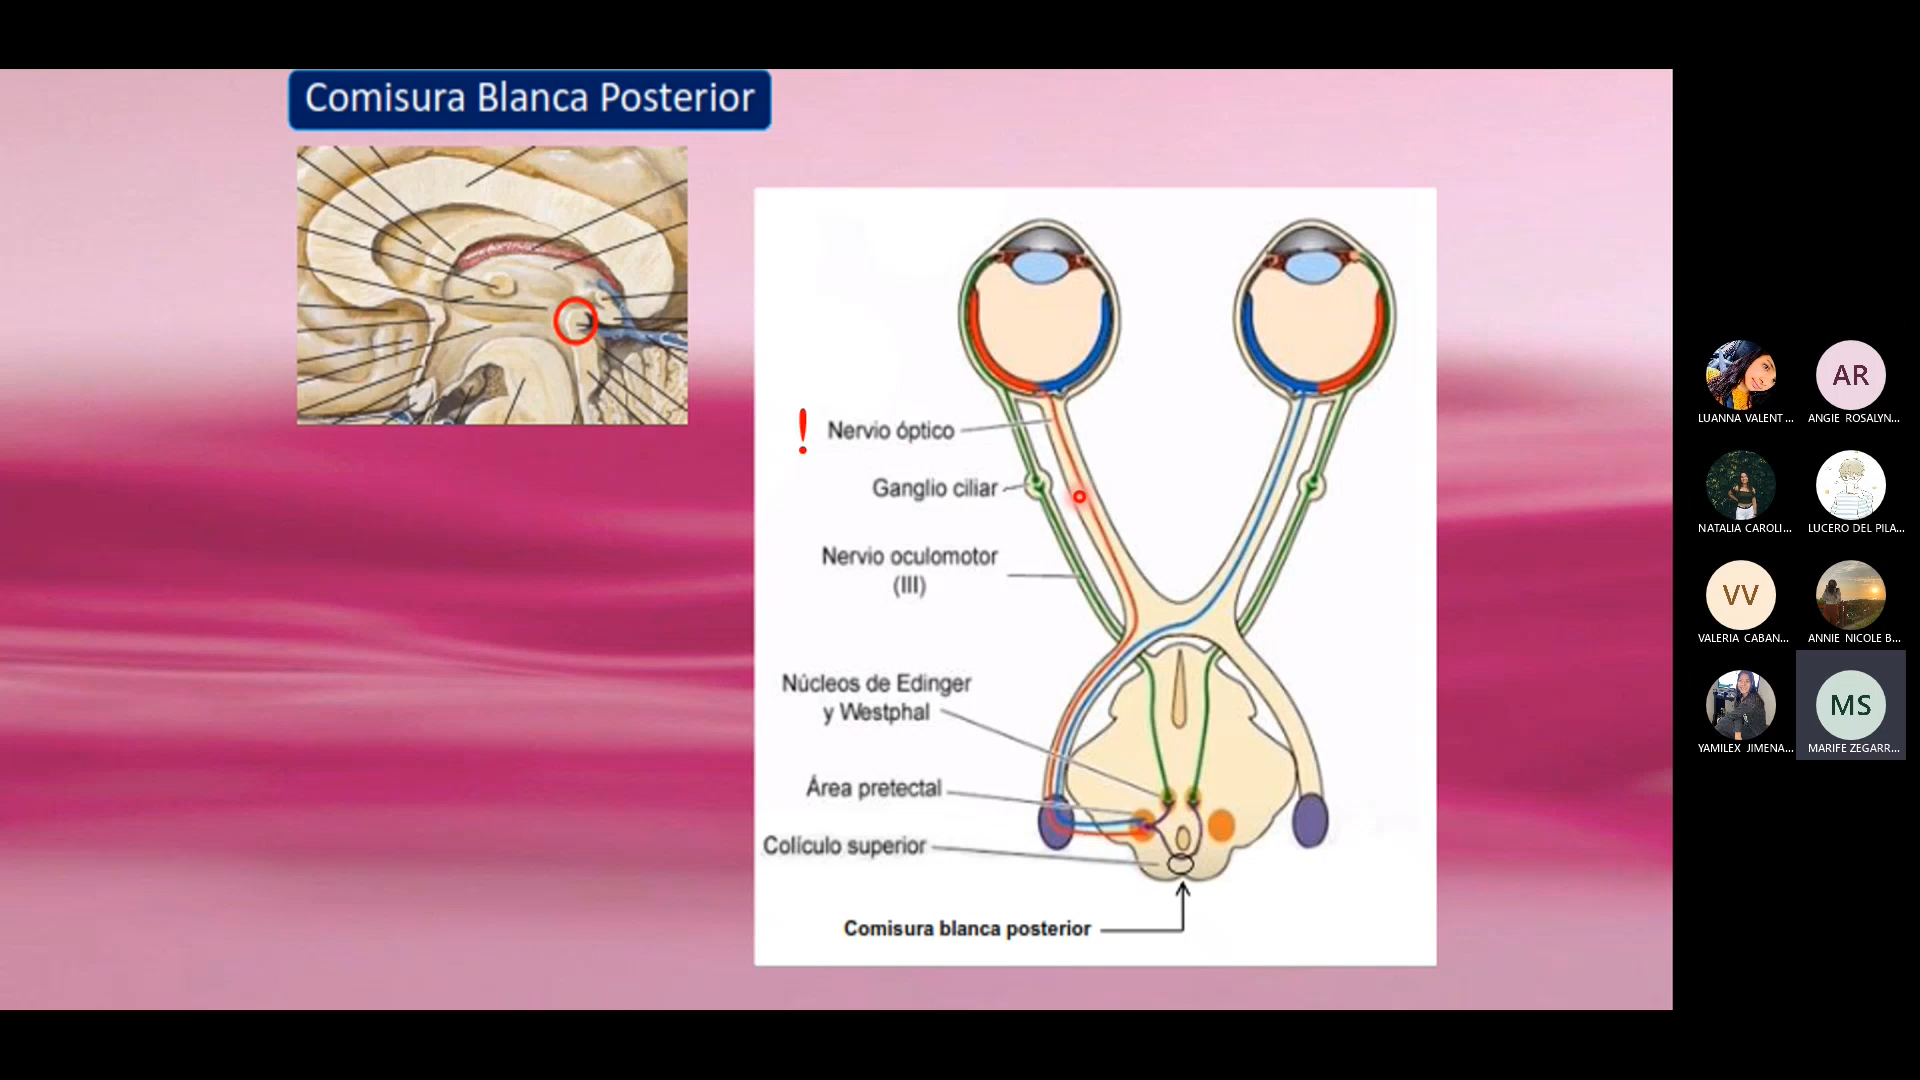 Comisura Blanca Posterior
!
Nervio óptico
Ganglio ciliar
Nervio oculomotor
(III)
Núcleos de Edinger
y Westphal
Área pretectal
Colículo superior
Comisura blanca posterior
LUANNA VALENT...
AR
ANGIE ROSALYN...
NATALIA CAROLI...
LUCERO DEL PILA...
VV
VALERIA CABAN...
ANNIE NICOLE B...
YAMILEX JIMENA...
MS
MARIFE ZEGARR...